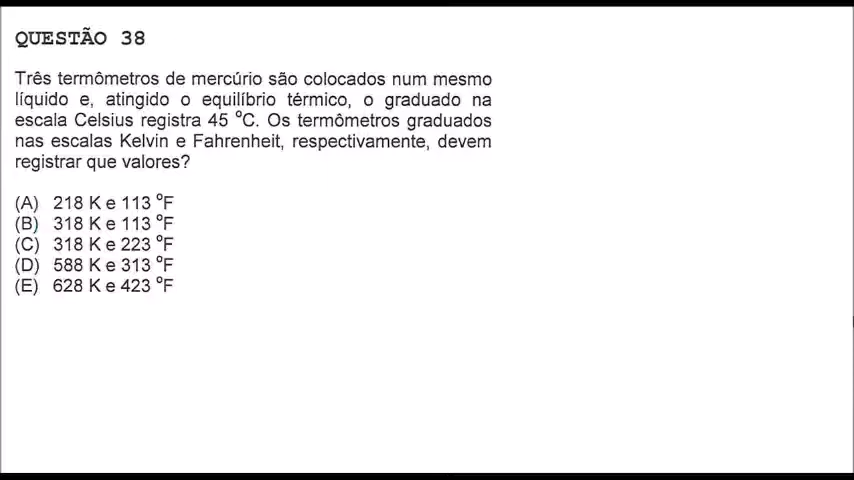 QUESTÃO 38
Três termômetros de mercúrio são colocados num mesmo
líquido e, atingido o equilíbrio térmico, o graduado na
escala Celsius registra 45 °C. Os termômetros graduados
nas escalas Kelvin e Fahrenheit, respectivamente, devem
registrar que valores?
(A) 218 K e 113 °F
(B) 318 K e 113 °F
(C) 318 K e 223 °F
(D) 588 K e 313 °F
(E) 628 K e 423 °F